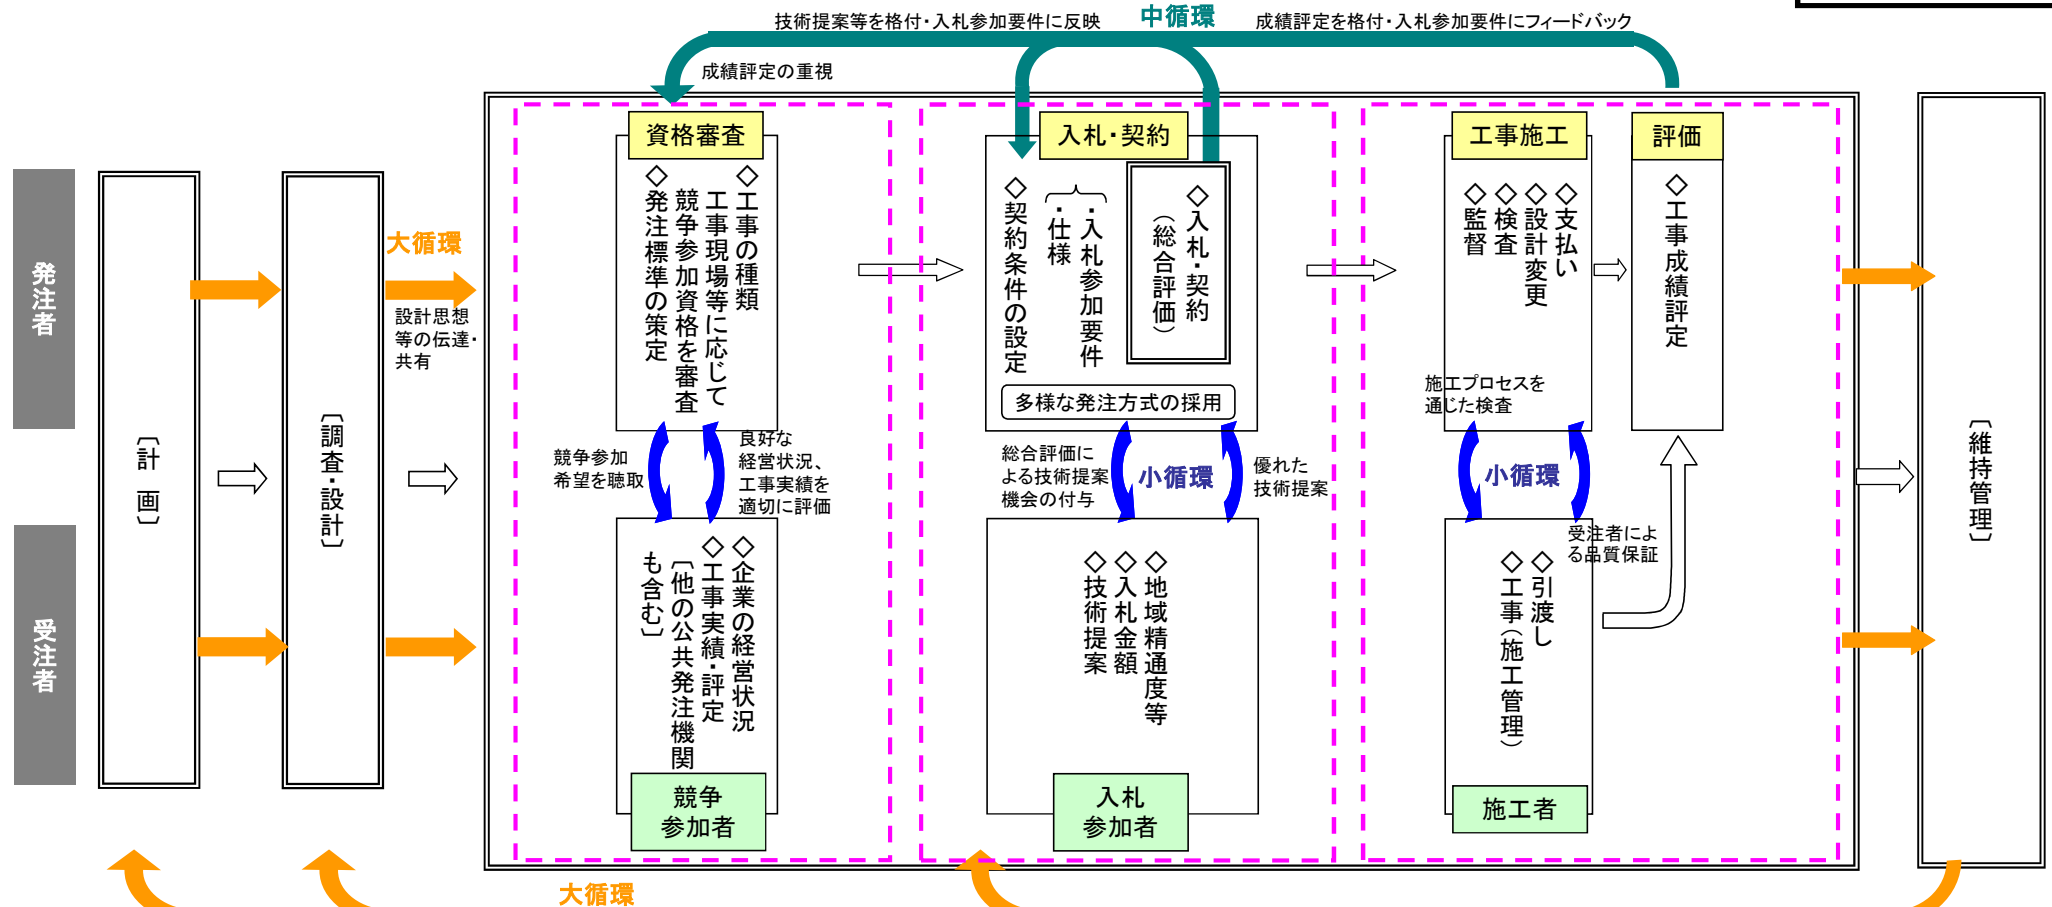 技術提案等を格付・入札参加要件に反映
中循環
成績評定を格付・入札参加要件にフィードバック
成績評定の重視
発注者
受注者
〔計　画〕
〔調査・設計〕
大循環
設計思想
等の伝達・
共有
資格審査
◇工事の種類
工事現場等に応じて
競争参加資格を審査
◇発注標準の策定
競争参加
希望を聴取
良好な
経営状況、
工事実績を
適切に評価
◇企業の経営状況
◇工事実績・評定
〔他の公共発注機関
も含む〕
競争
参加者
入札・契約
◇入札・契約
（総合評価）
・入札参加要件
・仕様
◇契約条件の設定
多様な発注方式の採用
総合評価に
よる技術提案
機会の付与
小循環
優れた
技術提案
◇地域精通度等
◇入札金額
◇技術提案
入札
参加者
工事施工
◇支払い
◇設計変更
◇検査
◇監督
施工プロセスを
通じた検査
小循環
受注者によ
る品質保証
◇引渡し
◇工事（施工管理）
施工者
評価
◇工事成績評定
〔維持管理〕
大循環